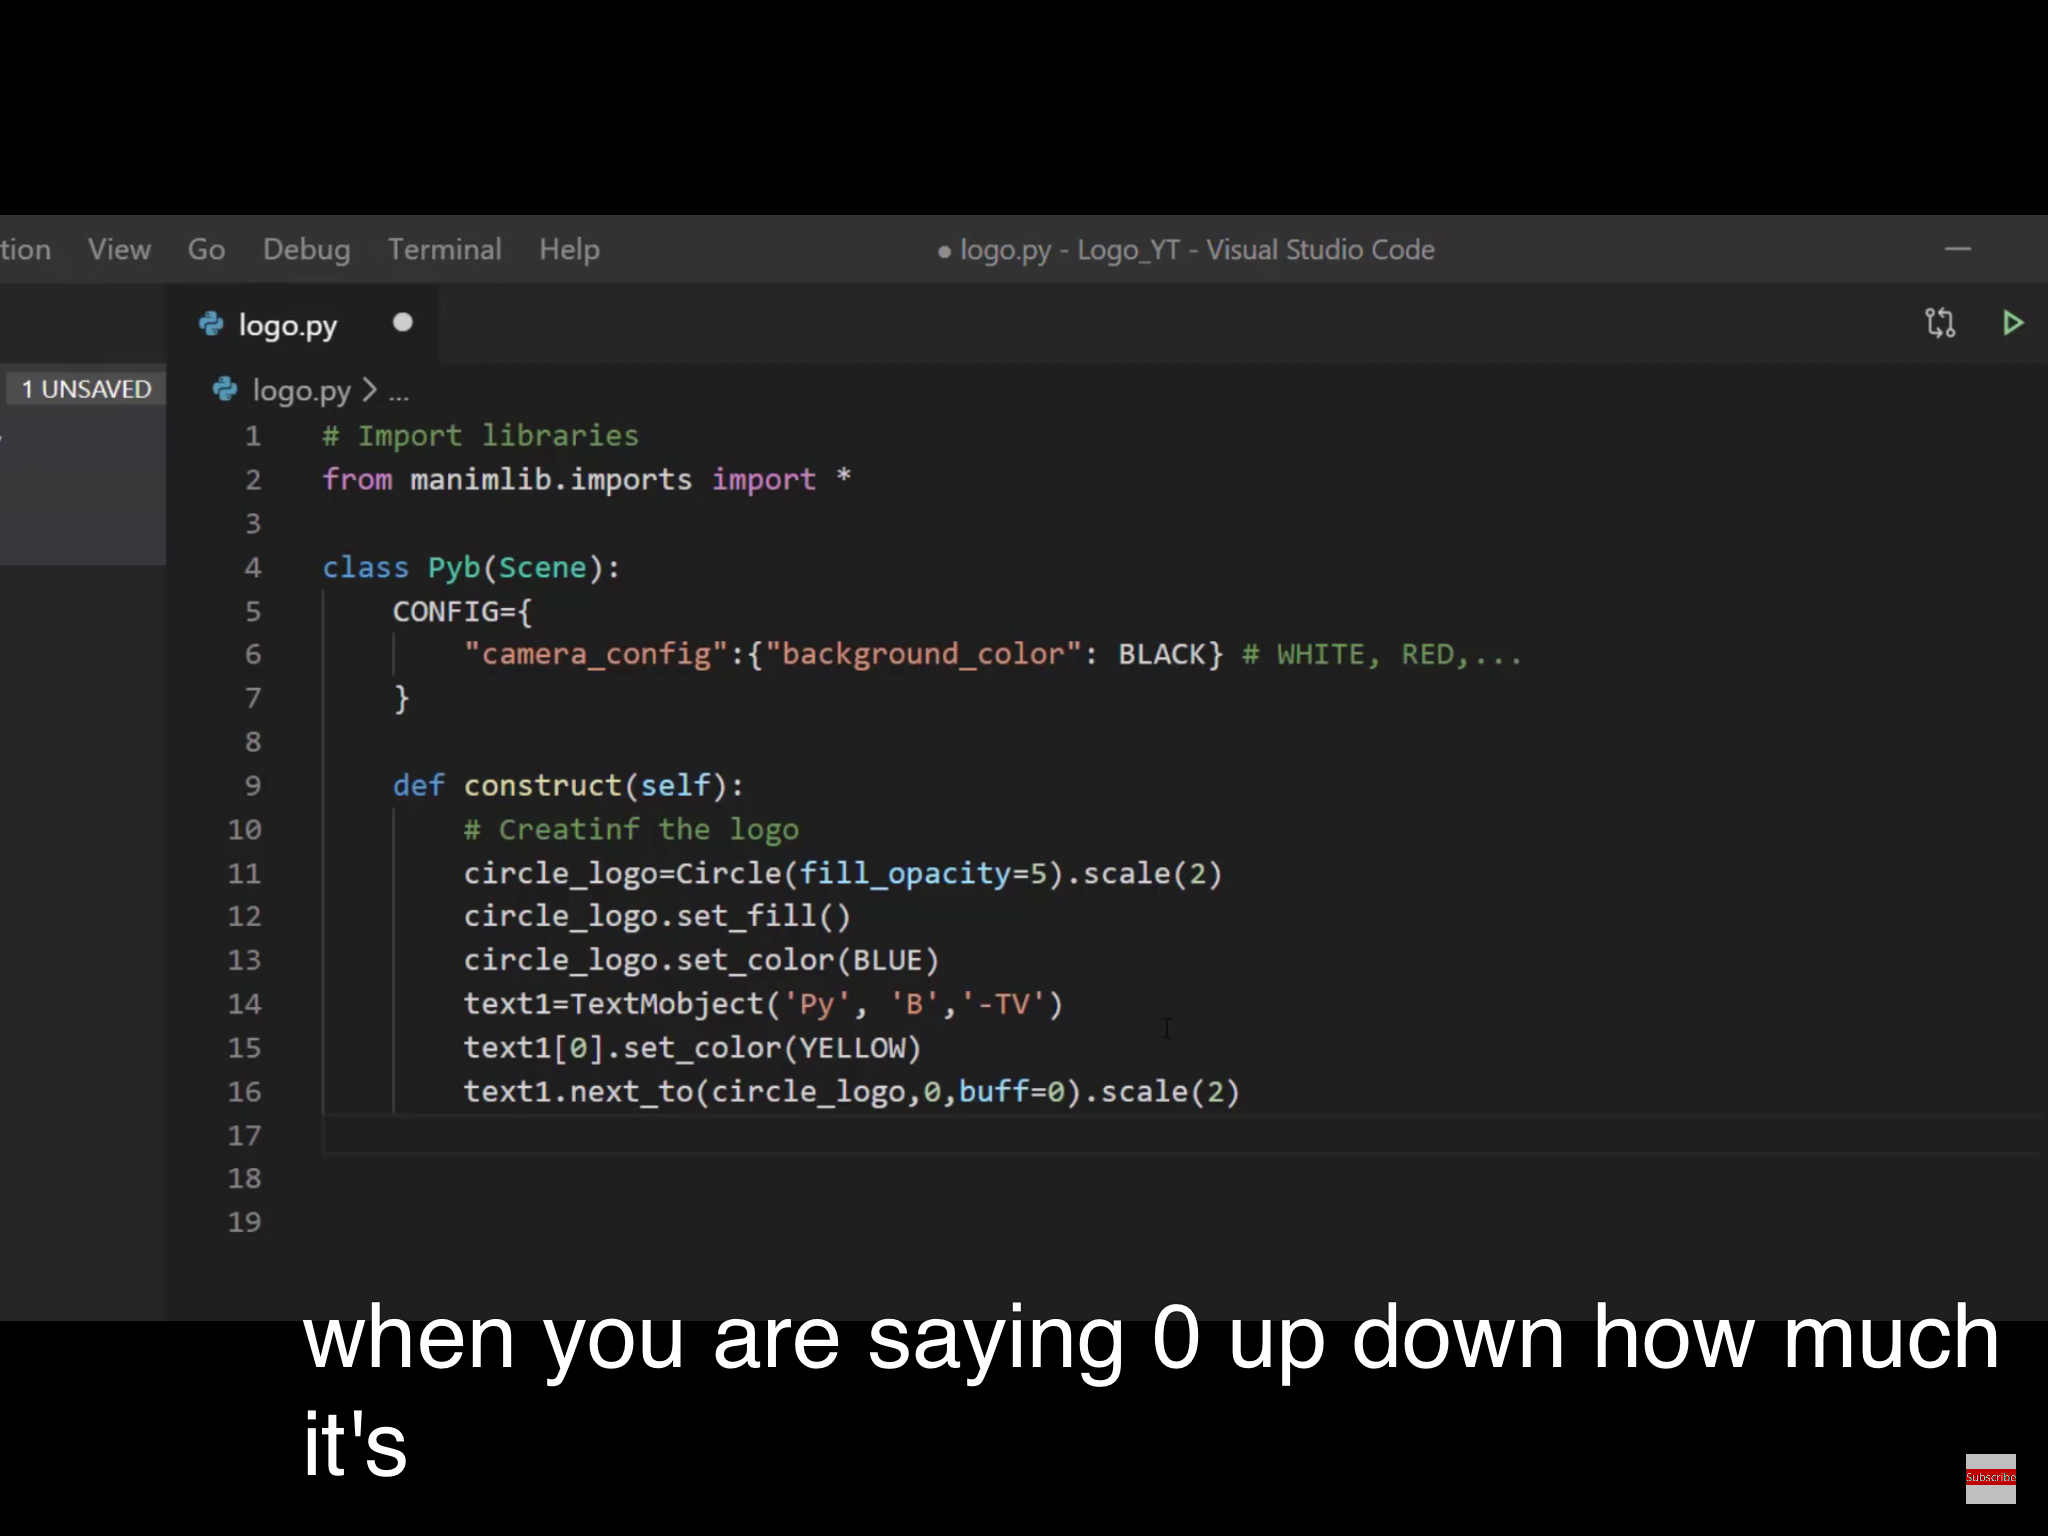 tion View Go Debug Terminal Help ● logo.py - Logo_YT - Visual Studio Code
logo.py
1 UNSAVED
logo.py > ...
1 # Import libraries
2 from manimlib.imports import *
3
4 class Pyb(Scene):
5 CONFIG={
6 "camera_config":{"background_color": BLACK} # WHITE, RED,...
7 }
8
9 def construct(self):
10 # Creatinf the logo
11 circle_logo=Circle(fill_opacity=5).scale(2)
12 circle_logo.set_fill()
13 circle_logo.set_color(BLUE)
14 text1=TextMobject('Py', 'B','-TV')
15 text1[0].set_color(YELLOW)
16 text1.next_to(circle_logo,0,buff=0).scale(2)
17
18
19
when you are saying 0 up down how much
it's
Subscribe